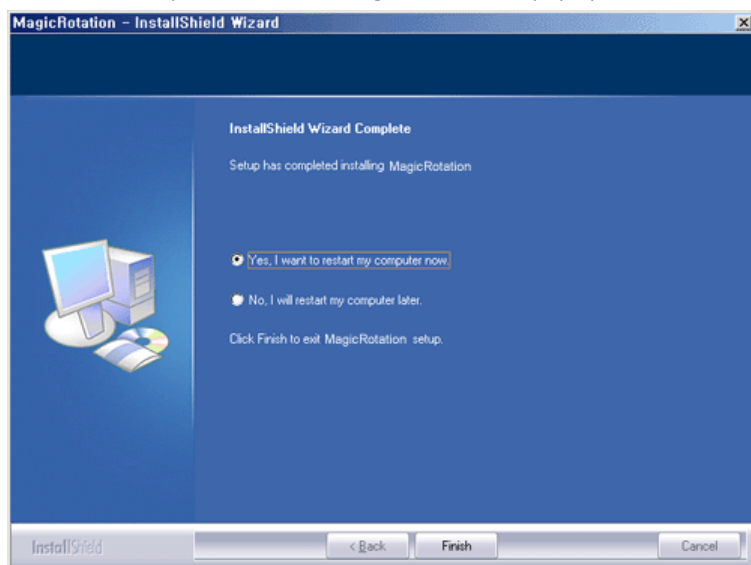 MagicRotation - InstallShield Wizard
InstallShield Wizard Complete
Setup has completed installing MagicRotation
Yes, I want to restart my computer now.
No, I will restart my computer later.
Click Finish to exit MagicRotation setup.
InstallShield
< Back
Finish
Cancel